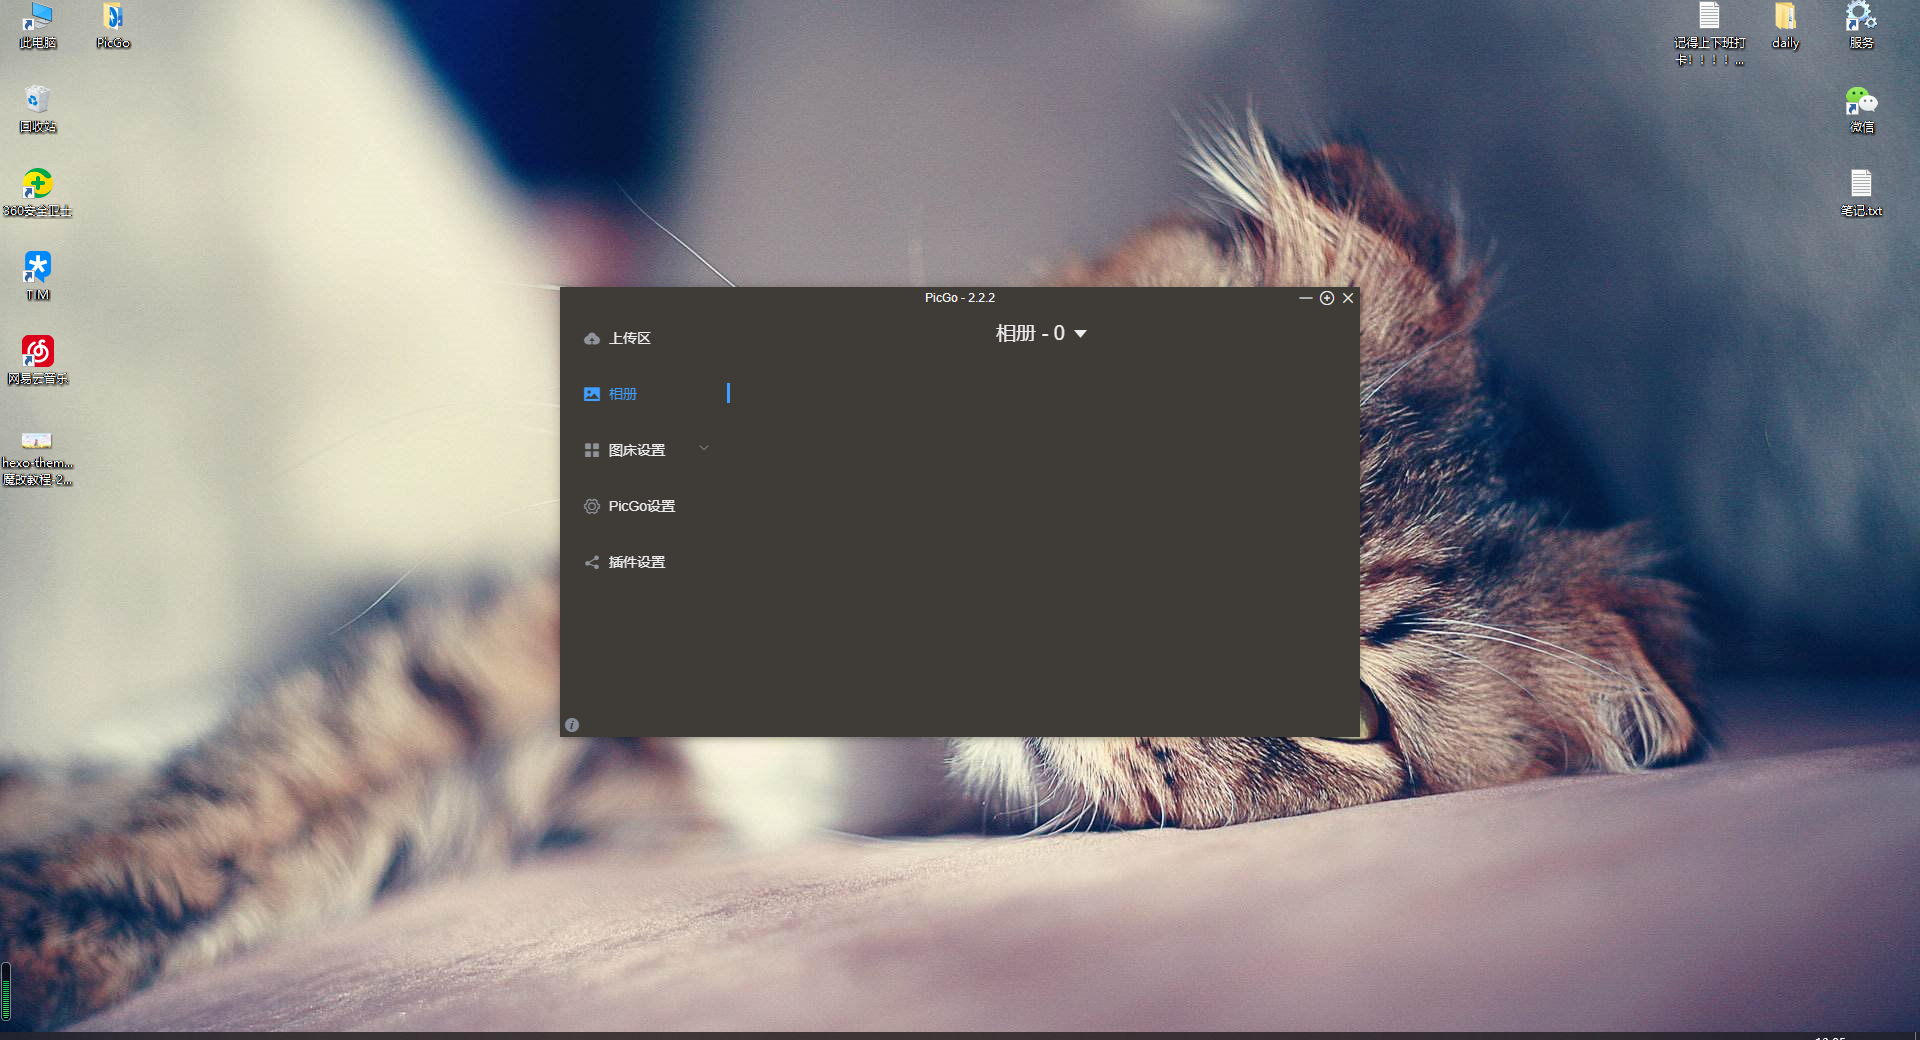 此电脑
PicGo
回收站
360安全卫士
TIM
网易云音乐
hexo-them...
魔改教程-2...
记得上下班打
卡！！！！...
daily
服务
微信
笔记.txt
PicGo - 2.2.2
上传区
相册
图床设置
PicGo设置
插件设置
相册 - 0